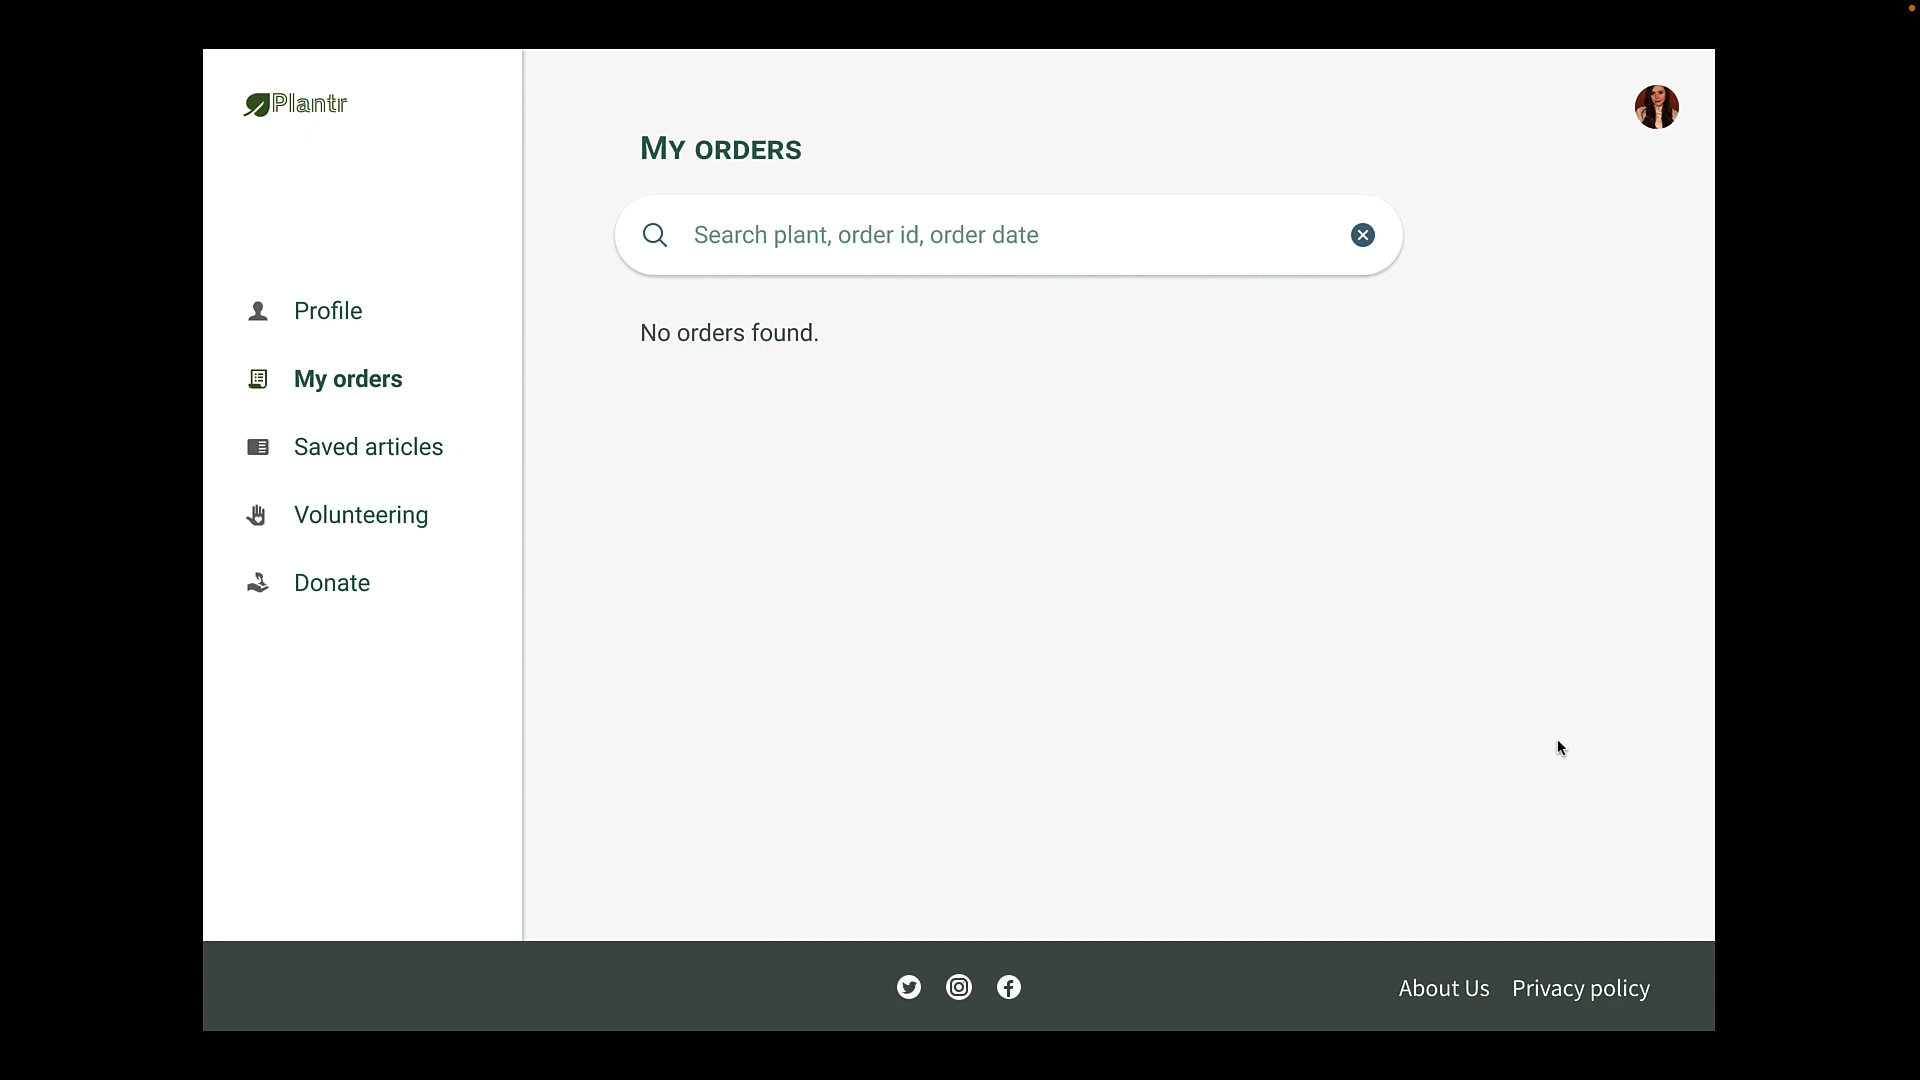 Plantr
My orders
Search plant, order id, order date
No orders found.
Profile
My orders
Saved articles
Volunteering
Donate
About Us Privacy policy